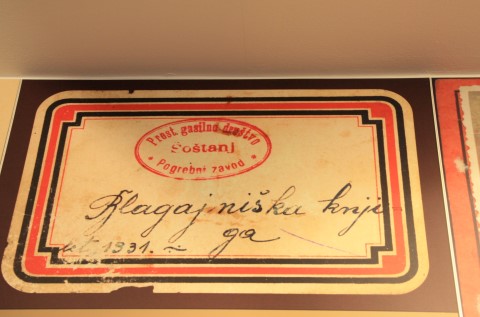 Prost. gasilno društvo
Šoštanj
• Pogrebni zavod •
Blagajniška knji-
ga
1931. ÷